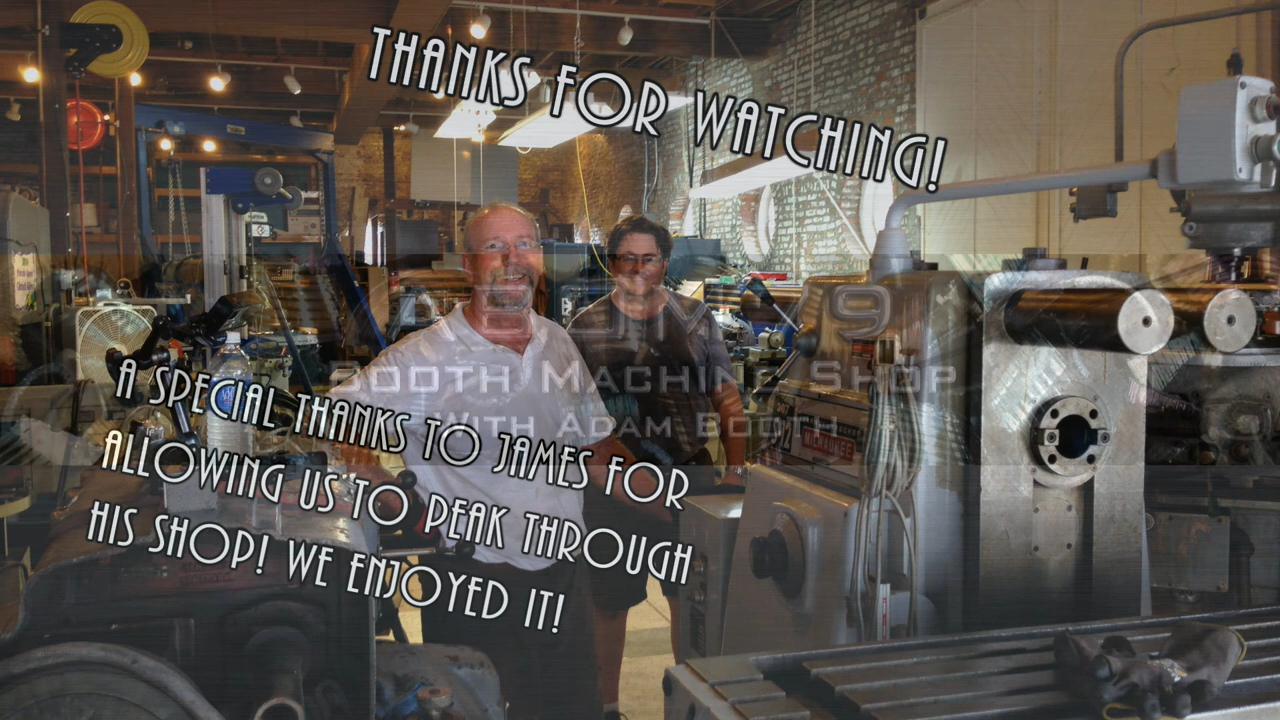 THANKS FOR WATCHING!
BOOTH MACHINE SHOP
WITH ADAM BOOTH
A SPECIAL THANKS TO JAMES FOR
ALLOWING US TO PEAK THROUGH
HIS SHOP! WE ENJOYED IT!
MILWAUKEE